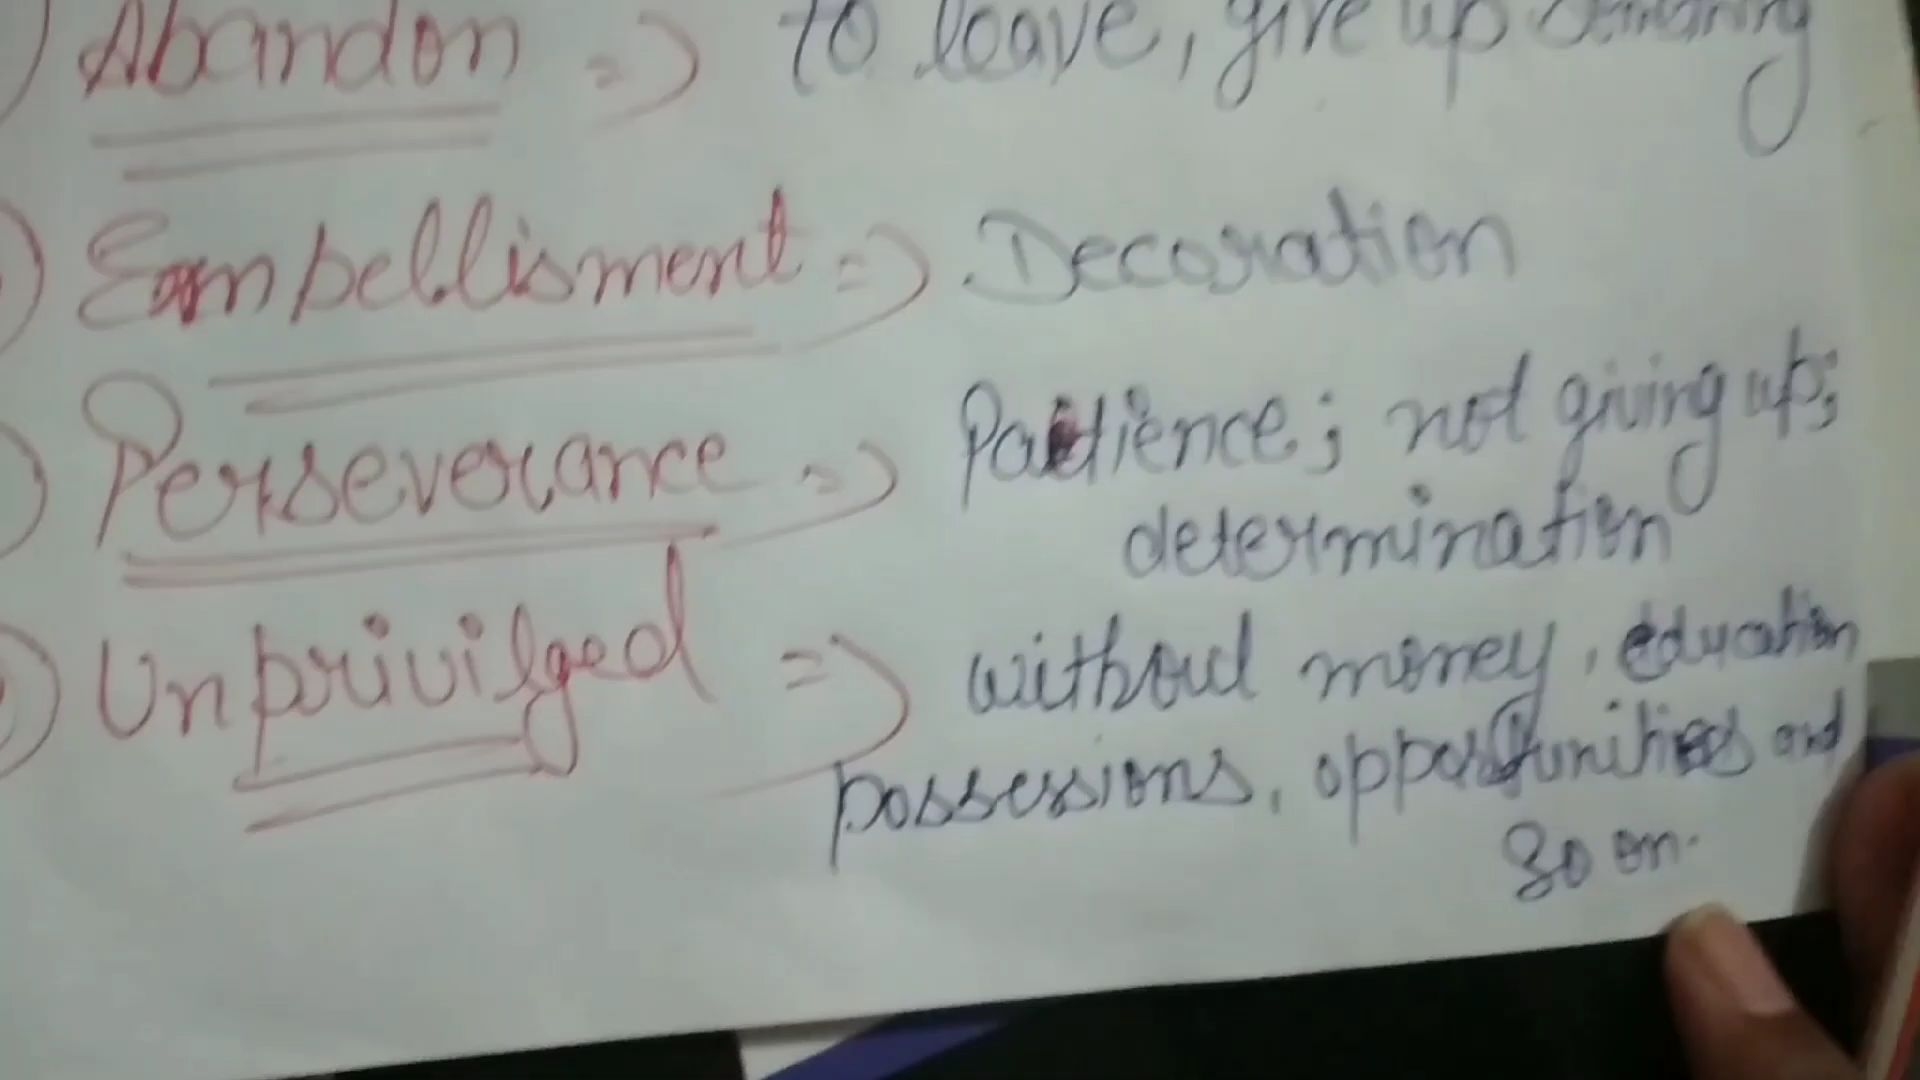 Abandon => to leave, give up
Embellisment => Decoration
Perseverance => Patience; not giving up;
determination
Unprivilged => without money, education
possessions, opportunities and
so on.